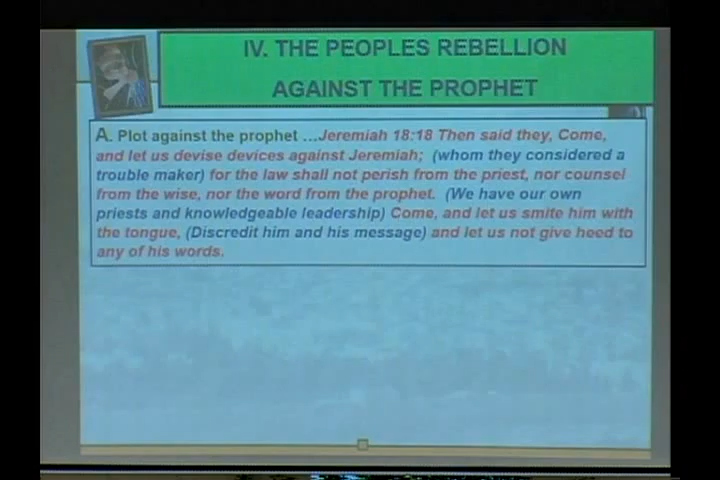 IV. THE PEOPLES REBELLION
AGAINST THE PROPHET
A. Plot against the prophet ...Jeremiah 18:18 Then said they, Come,
and let us devise devices against Jeremiah; (whom they considered a
trouble maker) for the law shall not perish from the priest, nor counsel
from the wise, nor the word from the prophet. (We have our own
priests and knowledgeable leadership) Come, and let us smite him with
the tongue, (Discredit him and his message) and let us not give heed to
any of his words.